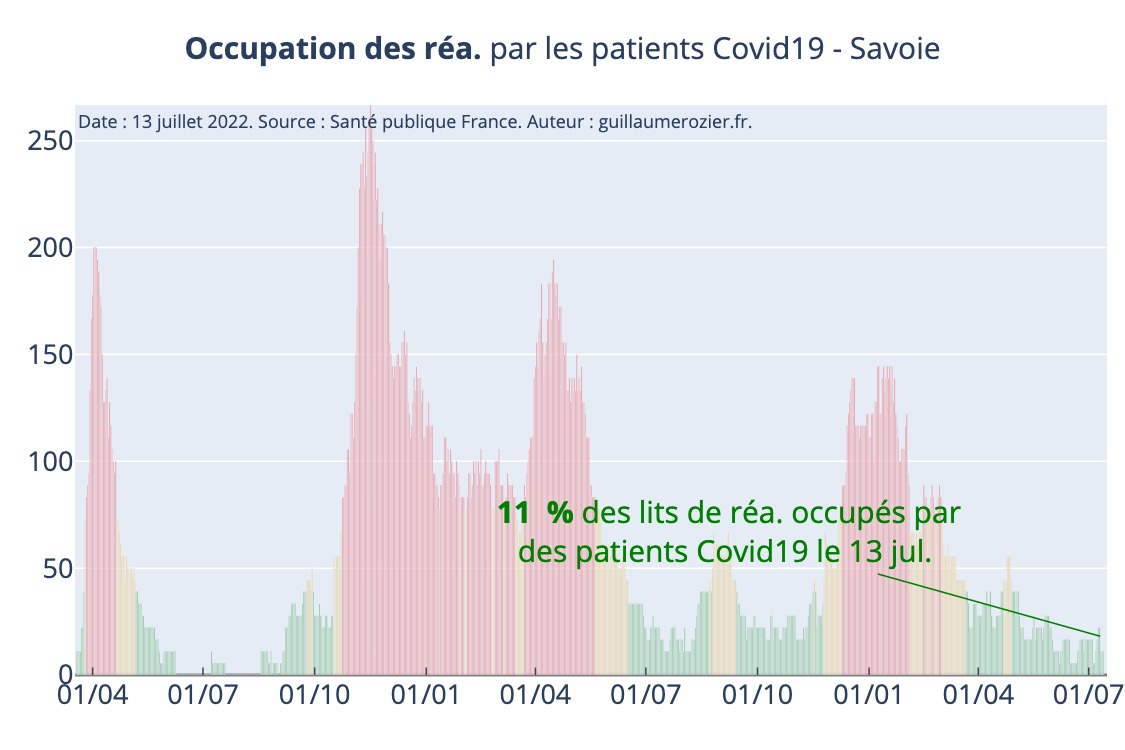 Occupation des réa. par les patients Covid19 - Savoie
Date : 13 juillet 2022. Source : Santé publique France. Auteur : guillaumerozier.fr.
250
200
150
100
50
0
11 % des lits de réa. occupés par
des patients Covid19 le 13 jul.
01/04 01/07 01/10 01/01 01/04 01/07 01/10 01/01 01/04 01/07